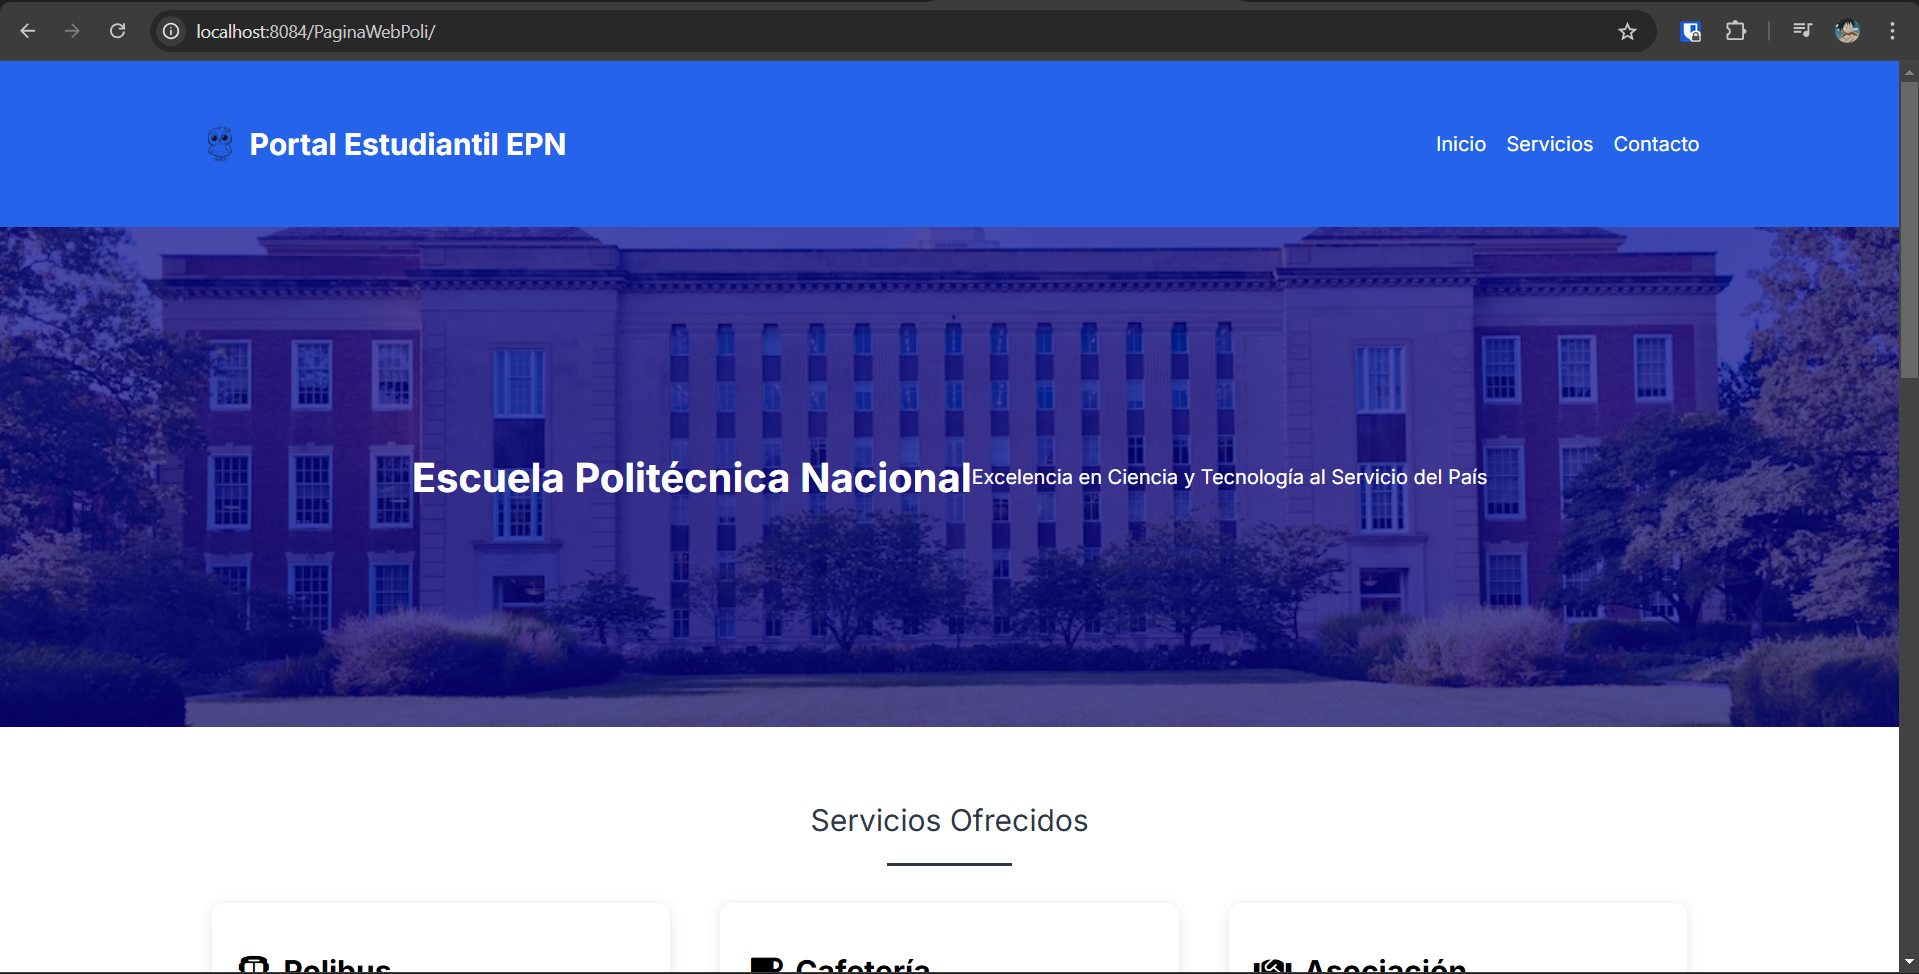 localhost:8084/PaginaWebPoli/
Portal Estudiantil EPN
Inicio Servicios Contacto
Escuela Politécnica Nacional Excelencia en Ciencia y Tecnología al Servicio del País
Servicios Ofrecidos
Polibus Cafetería Asociación